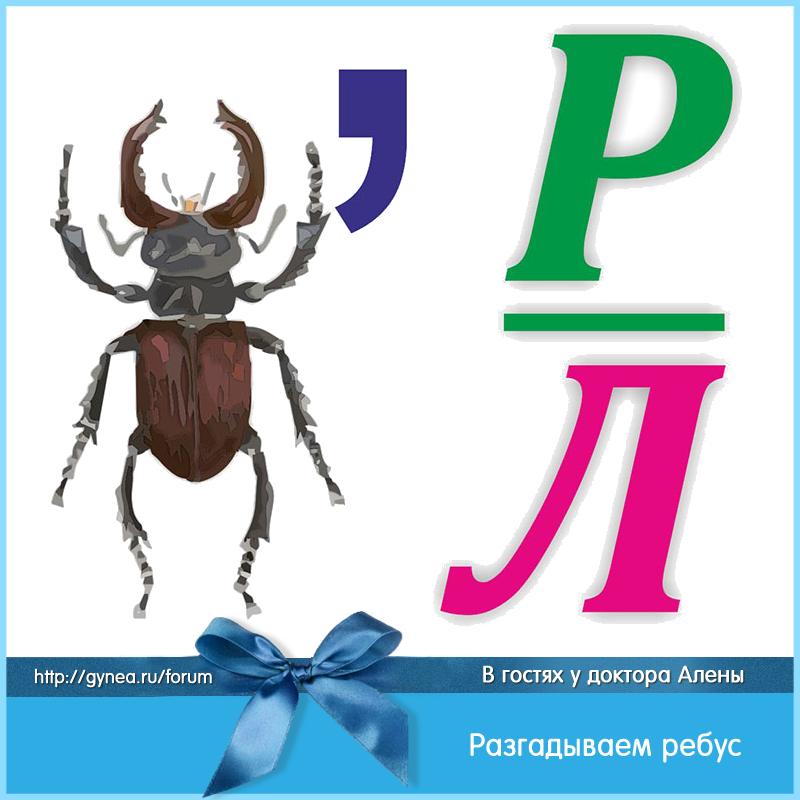 ,
Р
Л
http://gynea.ru/forum
В гостях у доктора Алены
Разгадываем ребус